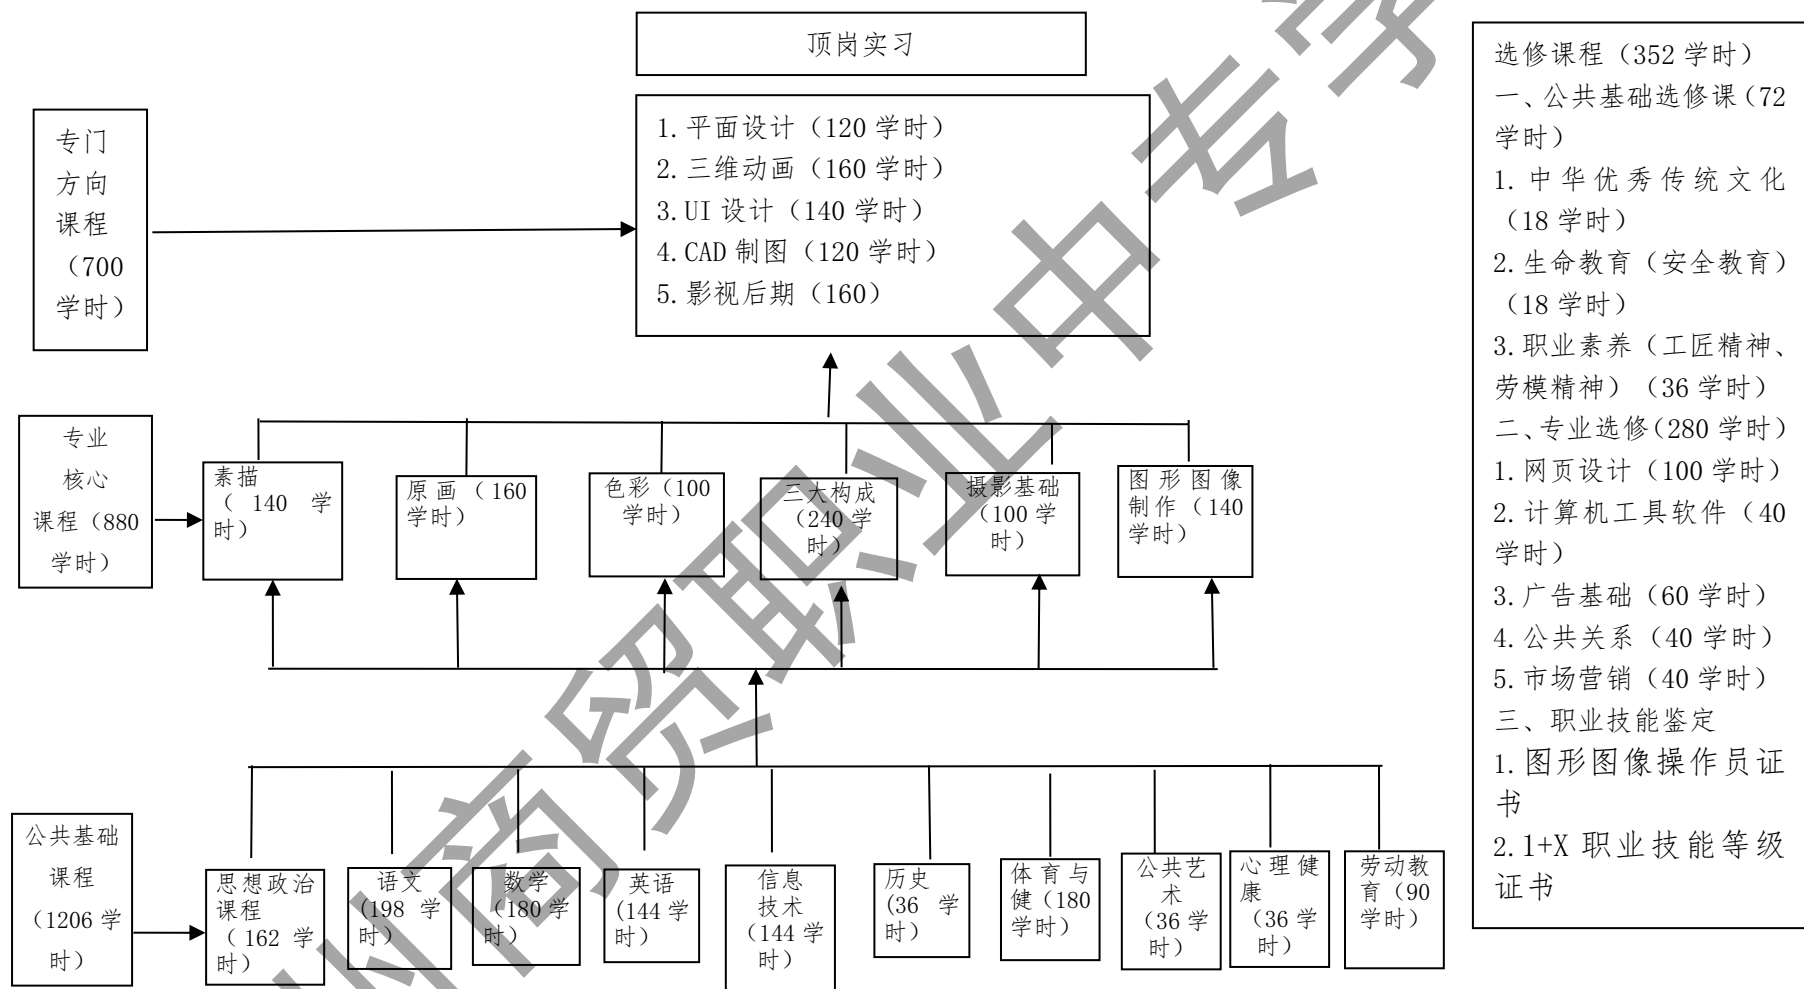 顶岗实习
专门
方向
课程
（700
学时）
1.平面设计（120 学时）
2.三维动画（160 学时）
3.UI 设计（140 学时）
4.CAD 制图（120 学时）
5.影视后期（160）
专业
核心
课程（880
学时）
素描
（ 140 学
时）
原画（160
学时）
色彩（100
学时）
三大构成
（240 学
时）
摄影基础
（100 学
时）
图形图像
制作（140
学时）
公共基础
课程
（1206 学
时）
思想政治
课程
（ 162 学
时）
语文
（198 学
时）
数学
（180 学
时）
英语
（144 学
时）
信息
技术
（144 学
时）
历史
（36 学
时）
体育与
健（180
学时）
公共艺
术
（36 学
时）
心理健
康
（36 学
时）
劳动教
育（90
学时）
选修课程（352 学时）
一、公共基础选修课（72
学时）
1.中华优秀传统文化
（18 学时）
2.生命教育（安全教育）
（18 学时）
3.职业素养（工匠精神、
劳模精神）（36 学时）
二、专业选修（280 学时）
1.网页设计（100 学时）
2.计算机工具软件（40
学时）
3.广告基础（60 学时）
4.公共关系（40 学时）
5.市场营销（40 学时）
三、职业技能鉴定
1.图形图像操作员证
书
2.1+X 职业技能等级
证书
州商贸职业中专学